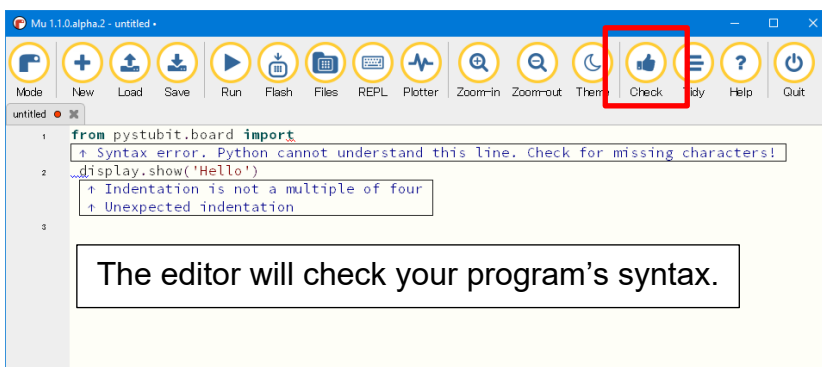 Mu 1.1.0.alpha.2 - untitled •
Mode New Load Save Run Flash Files REPL Plotter Zoom-in Zoom-out Theme Check Tidy Help Quit
untitled
1 from pystubit.board import
↑ Syntax error. Python cannot understand this line. Check for missing characters!
2 display.show('Hello')
↑ Indentation is not a multiple of four
↑ Unexpected indentation
3
The editor will check your program’s syntax.